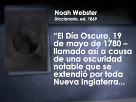 Noah Webster
Diccionario, ed. 1869
"El Día Oscuro, 19
de mayo de 1780 –
llamado así a causa
de una oscuridad
notable que se
extendió por toda
Nueva Inglaterra...